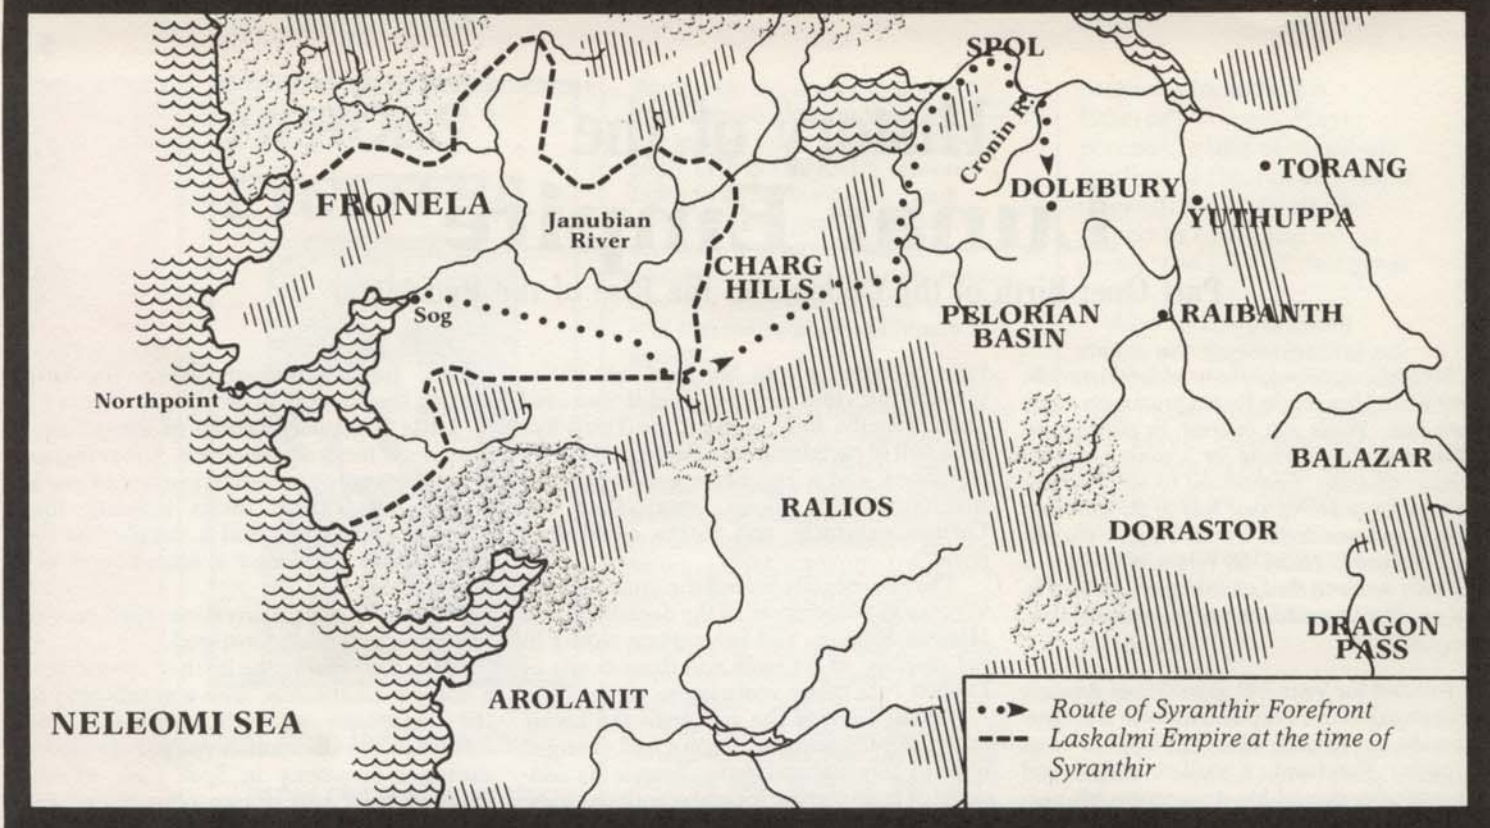 SPOL
Cronin R.
TORANG
DOLEBURY
YUTHUPPA
FRONELA
Janubian
River
CHARG
HILLS
Sog
PELORIAN
BASIN
RAIBANTH
Northpoint
BALAZAR
RALIOS
DORASTOR
DRAGON
PASS
AROLANIT
NELEOMI SEA
Route of Syranthir Forefront
Laskalmi Empire at the time of
Syranthir